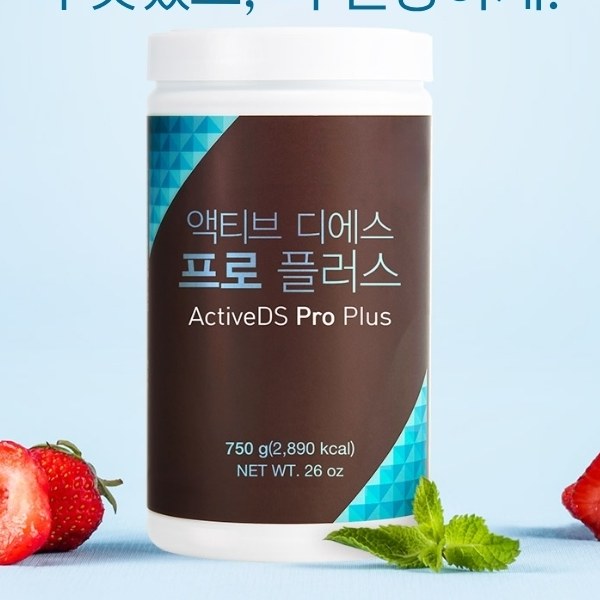 액티브 디에스
프로 플러스
ActiveDS Pro Plus
750 g(2,890 kcal)
NET WT. 26 oz